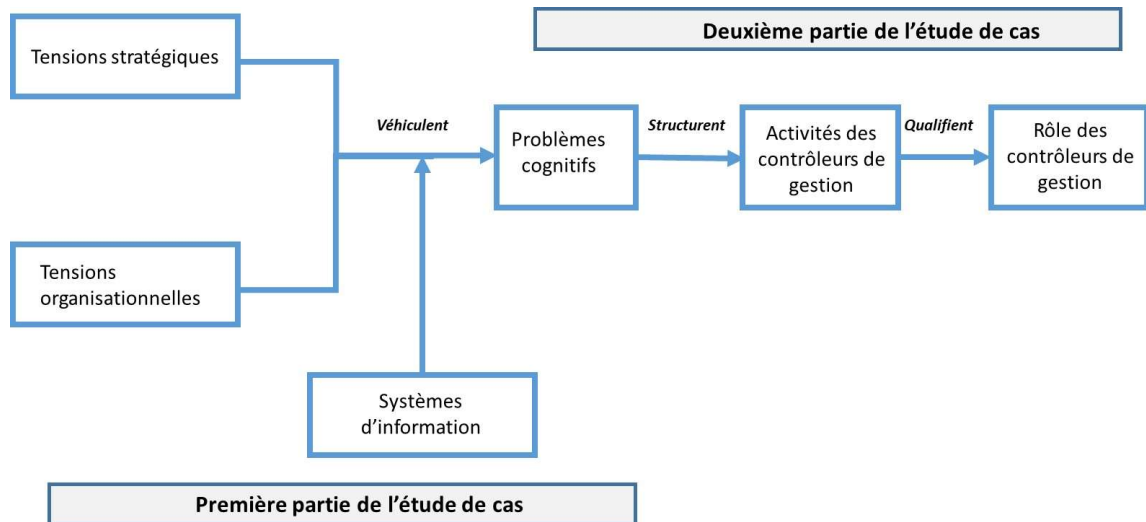 Deuxième partie de l’étude de cas
Tensions stratégiques
Véhiculent
Problèmes
cognitifs
Structurent
Activités des
contrôleurs de
gestion
Qualifient
Rôle des
contrôleurs de
gestion
Tensions
organisationnelles
Systèmes
d’information
Première partie de l’étude de cas